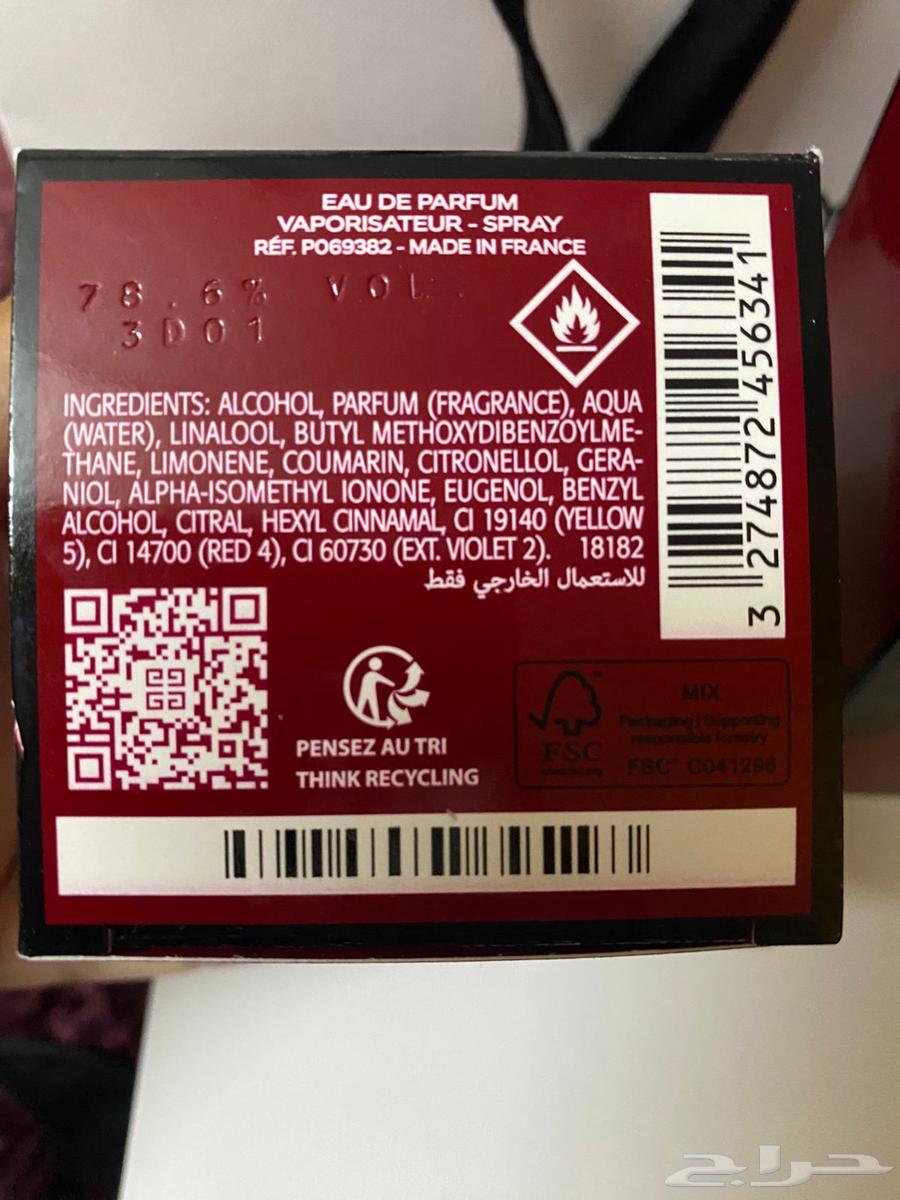 EAU DE PARFUM
VAPORISATEUR - SPRAY
RÉF. P069382 - MADE IN FRANCE
78.6% VOL.
3D01
INGREDIENTS: ALCOHOL, PARFUM (FRAGRANCE), AQUA
(WATER), LINALOOL, BUTYL METHOXYDIBENZOYLME-
THANE, LIMONENE, COUMARIN, CITRONELLOL, GERA-
NIOL, ALPHA-ISOMETHYL IONONE, EUGENOL, BENZYL
ALCOHOL, CITRAL, HEXYL CINNAMAL, CI 19140 (YELLOW
5), CI 14700 (RED 4), CI 60730 (EXT. VIOLET 2). 18182
للاستعمال الخارجي فقط
3 274872 456341
PENSEZ AU TRI
THINK RECYCLING
FSC
www.fsc.org
MIX
Packaging | Supporting
responsible forestry
FSC™ C041296
حراج